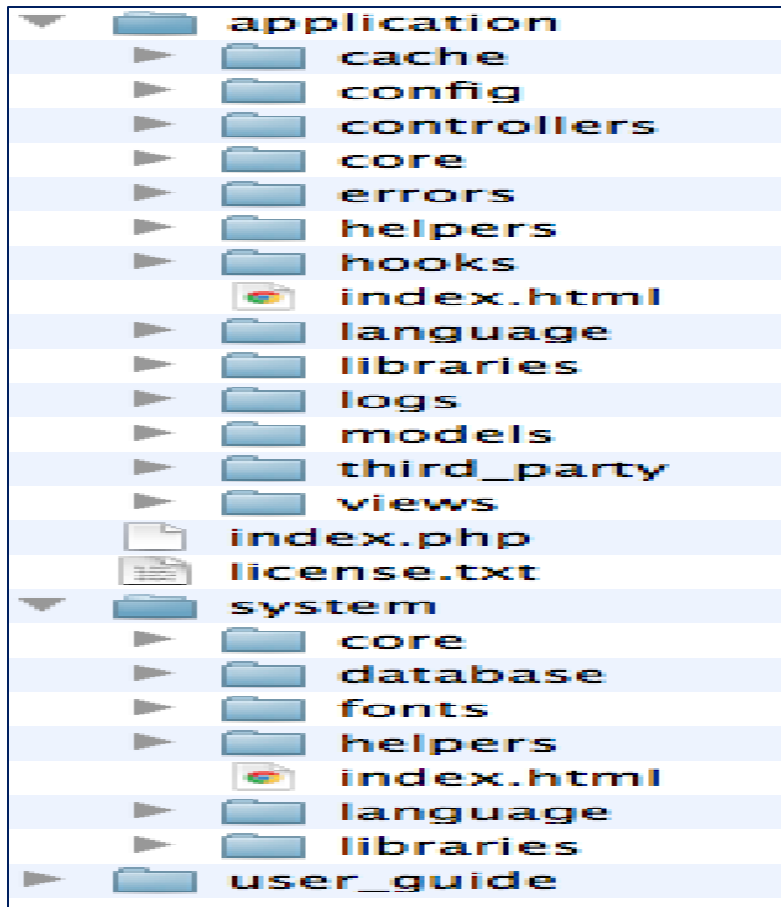 application
cache
config
controllers
core
errors
helpers
hooks
index.html
language
libraries
logs
models
third_party
views
index.php
license.txt
system
core
database
fonts
helpers
index.html
language
libraries
user_guide